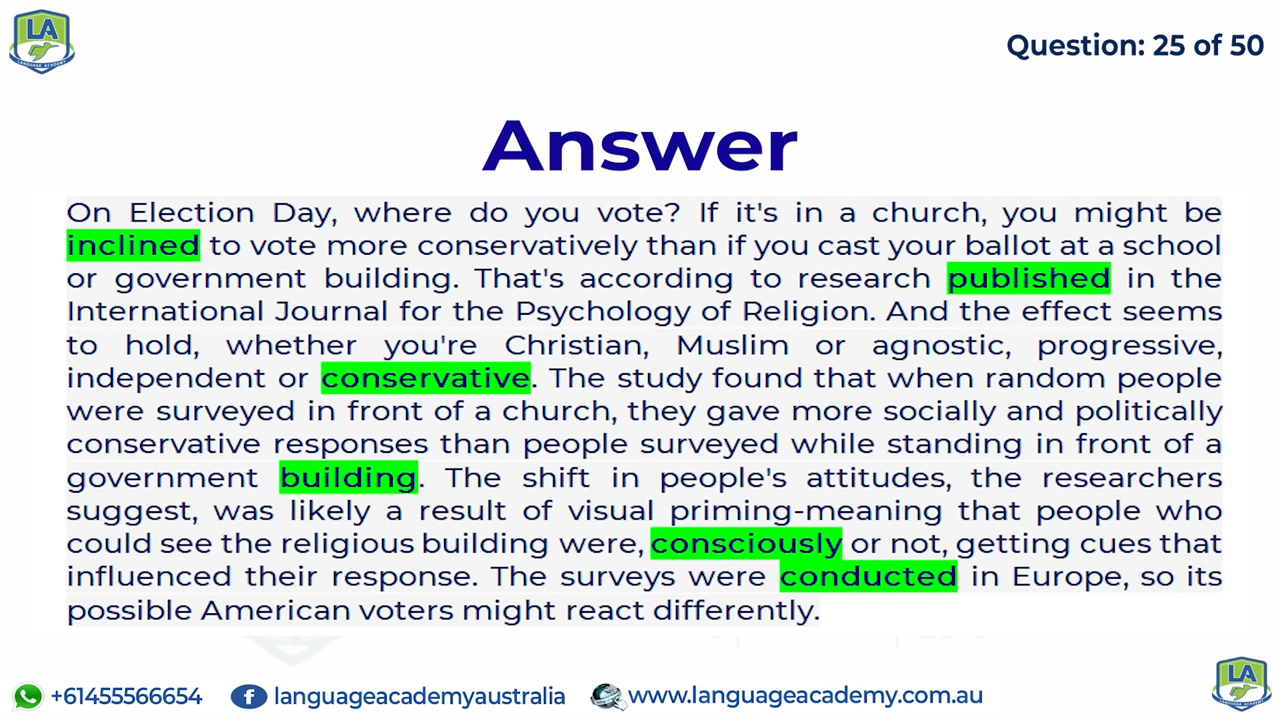 LA
LANGUAGE ACADEMY
Question: 25 of 50
Answer
On Election Day, where do you vote? If it's in a church, you might be
inclined to vote more conservatively than if you cast your ballot at a school
or government building. That's according to research published in the
International Journal for the Psychology of Religion. And the effect seems
to hold, whether you're Christian, Muslim or agnostic, progressive,
independent or conservative. The study found that when random people
were surveyed in front of a church, they gave more socially and politically
conservative responses than people surveyed while standing in front of a
government building. The shift in people's attitudes, the researchers
suggest, was likely a result of visual priming-meaning that people who
could see the religious building were, consciously or not, getting cues that
influenced their response. The surveys were conducted in Europe, so its
possible American voters might react differently.
+61455566654
languageacademyaustralia
www.languageacademy.com.au
LA
LANGUAGE ACADEMY